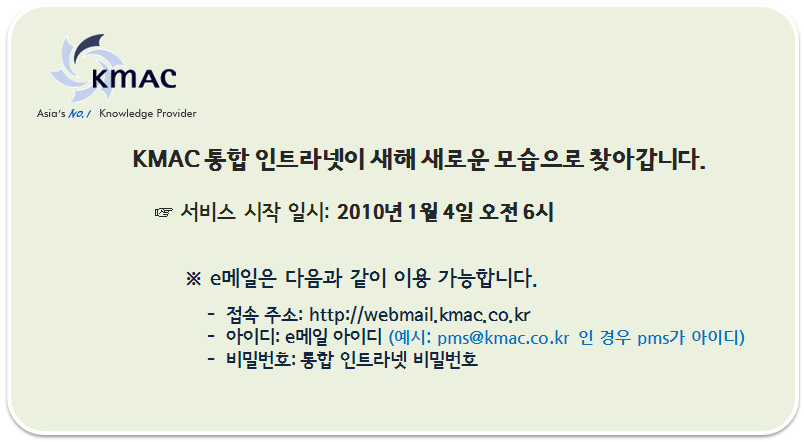 KMAC
Asia's NO.1 Knowledge Provider
KMAC 통합 인트라넷이 새해 새로운 모습으로 찾아갑니다.
☞ 서비스 시작 일시: 2010년 1월 4일 오전 6시
※ e메일은 다음과 같이 이용 가능합니다.
- 접속 주소: http://webmail.kmac.co.kr
- 아이디: e메일 아이디 (예시: pms@kmac.co.kr 인 경우 pms가 아이디)
- 비밀번호: 통합 인트라넷 비밀번호